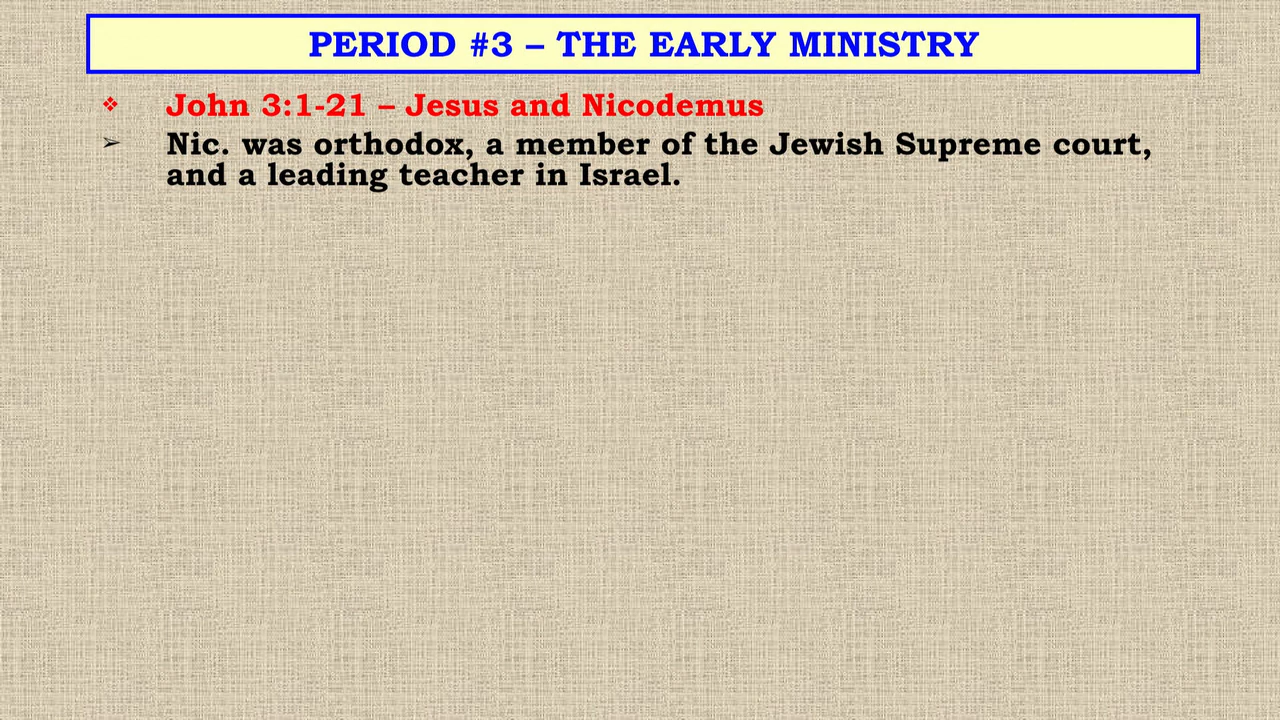 PERIOD #3 – THE EARLY MINISTRY
❖ John 3:1-21 – Jesus and Nicodemus
➢ Nic. was orthodox, a member of the Jewish Supreme court,
and a leading teacher in Israel.